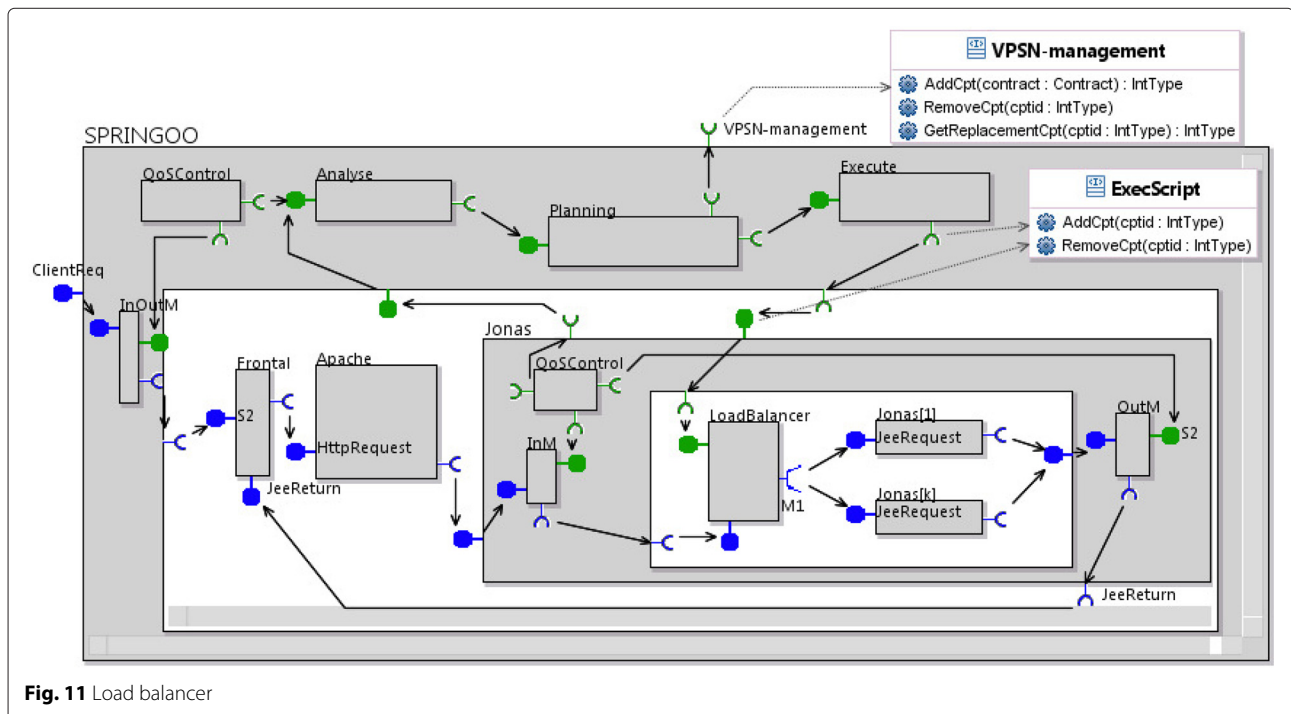 VPSN-management
AddCpt(contract : Contract) : IntType
RemoveCpt(cptid : IntType)
GetReplacementCpt(cptid : IntType) : IntType
VPSN-management
SPRINGOO
QoSControl
Analyse
Execute
Planning
ExecScript
AddCpt(cptid : IntType)
RemoveCpt(cptid : IntType)
ClientReq
InOutM
Jonas
Frontal
Apache
QoSControl
S2
HttpRequest
JeeReturn
InM
LoadBalancer
M1
Jonas[1]
JeeRequest
Jonas[k]
JeeRequest
OutM
S2
JeeReturn
Fig. 11 Load balancer